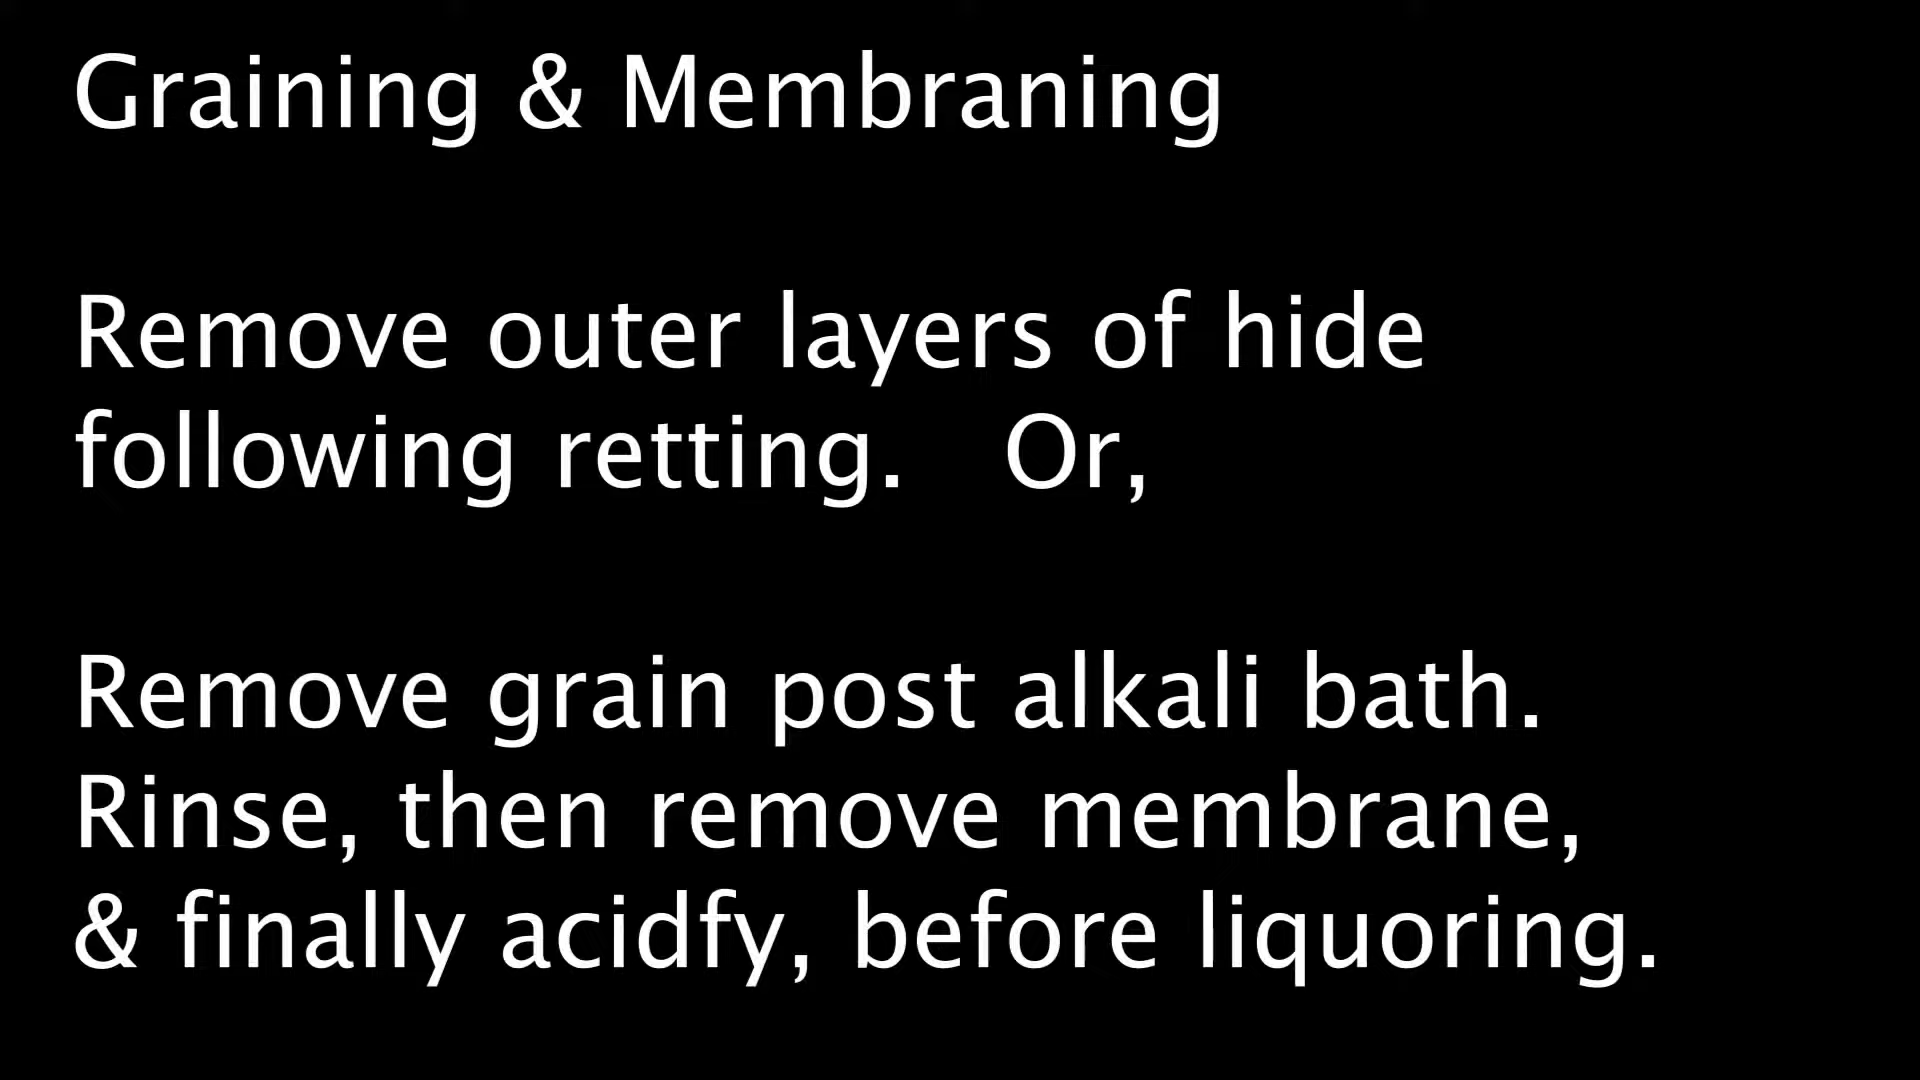 Graining & Membraning
Remove outer layers of hide
following retting.   Or,
Remove grain post alkali bath.
Rinse, then remove membrane,
& finally acidfy, before liquoring.